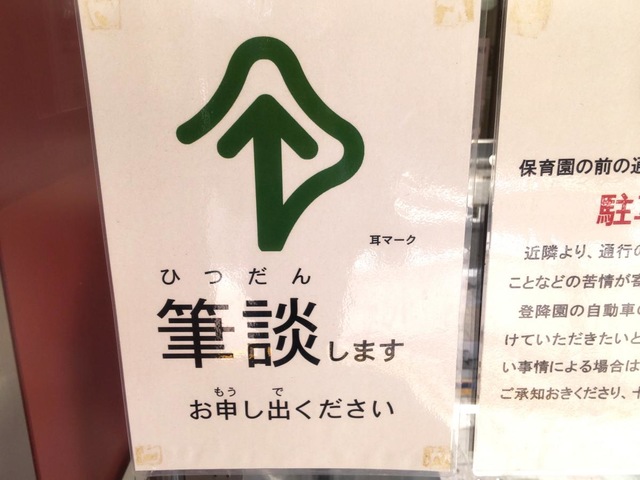 耳マーク
ひつだん
筆談します
もう で
お申し出ください
保育園の前の
駐
近隣より、通行の
ことなどの苦情が
登降園の自動車の
けていただきたいと
い事情による場合は
ご承知おきくださり、十